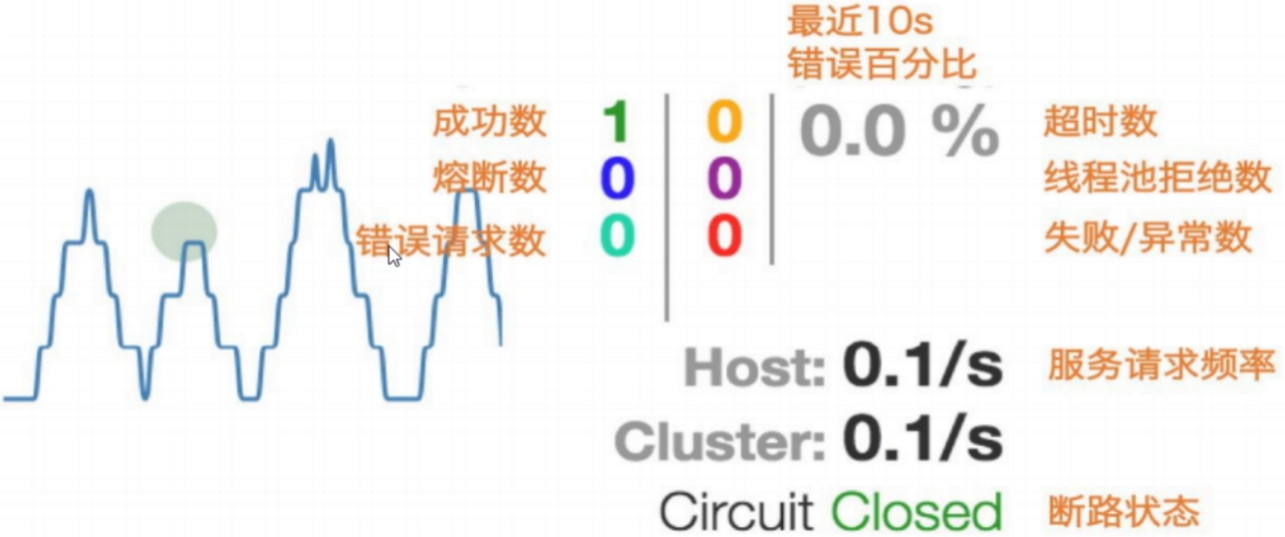 最近10s
错误百分比
成功数 1 0 0.0 % 超时数
熔断数 0 0 线程池拒绝数
错误请求数 0 0 失败/异常数
Host: 0.1/s 服务请求频率
Cluster: 0.1/s
Circuit Closed 断路状态